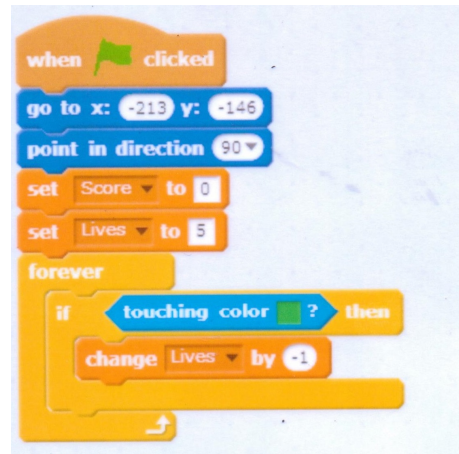 when clicked
go to x: -213 y: -146
point in direction 90
set Score to 0
set Lives to 5
forever
if touching color ? then
change Lives by -1